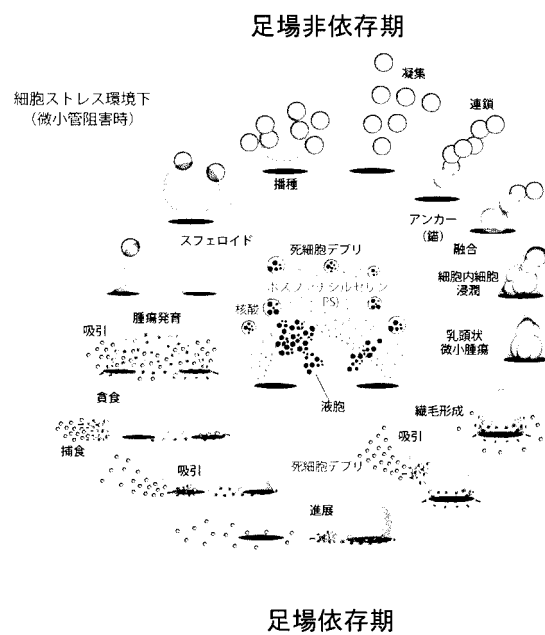 足場非依存期
細胞ストレス環境下
（微小管阻害時）
凝集
連鎖
播種
アンカー
（錨）
スフェロイド
融合
死細胞デブリ
ホスファチジルセリン
PS)
細胞内細胞
浸潤
核酸
腫瘍発育
吸引
乳頭状
微小腫瘍
液胞
貪食
繊毛形成
吸引
捕食
吸引
死細胞デブリ
進展
足場依存期